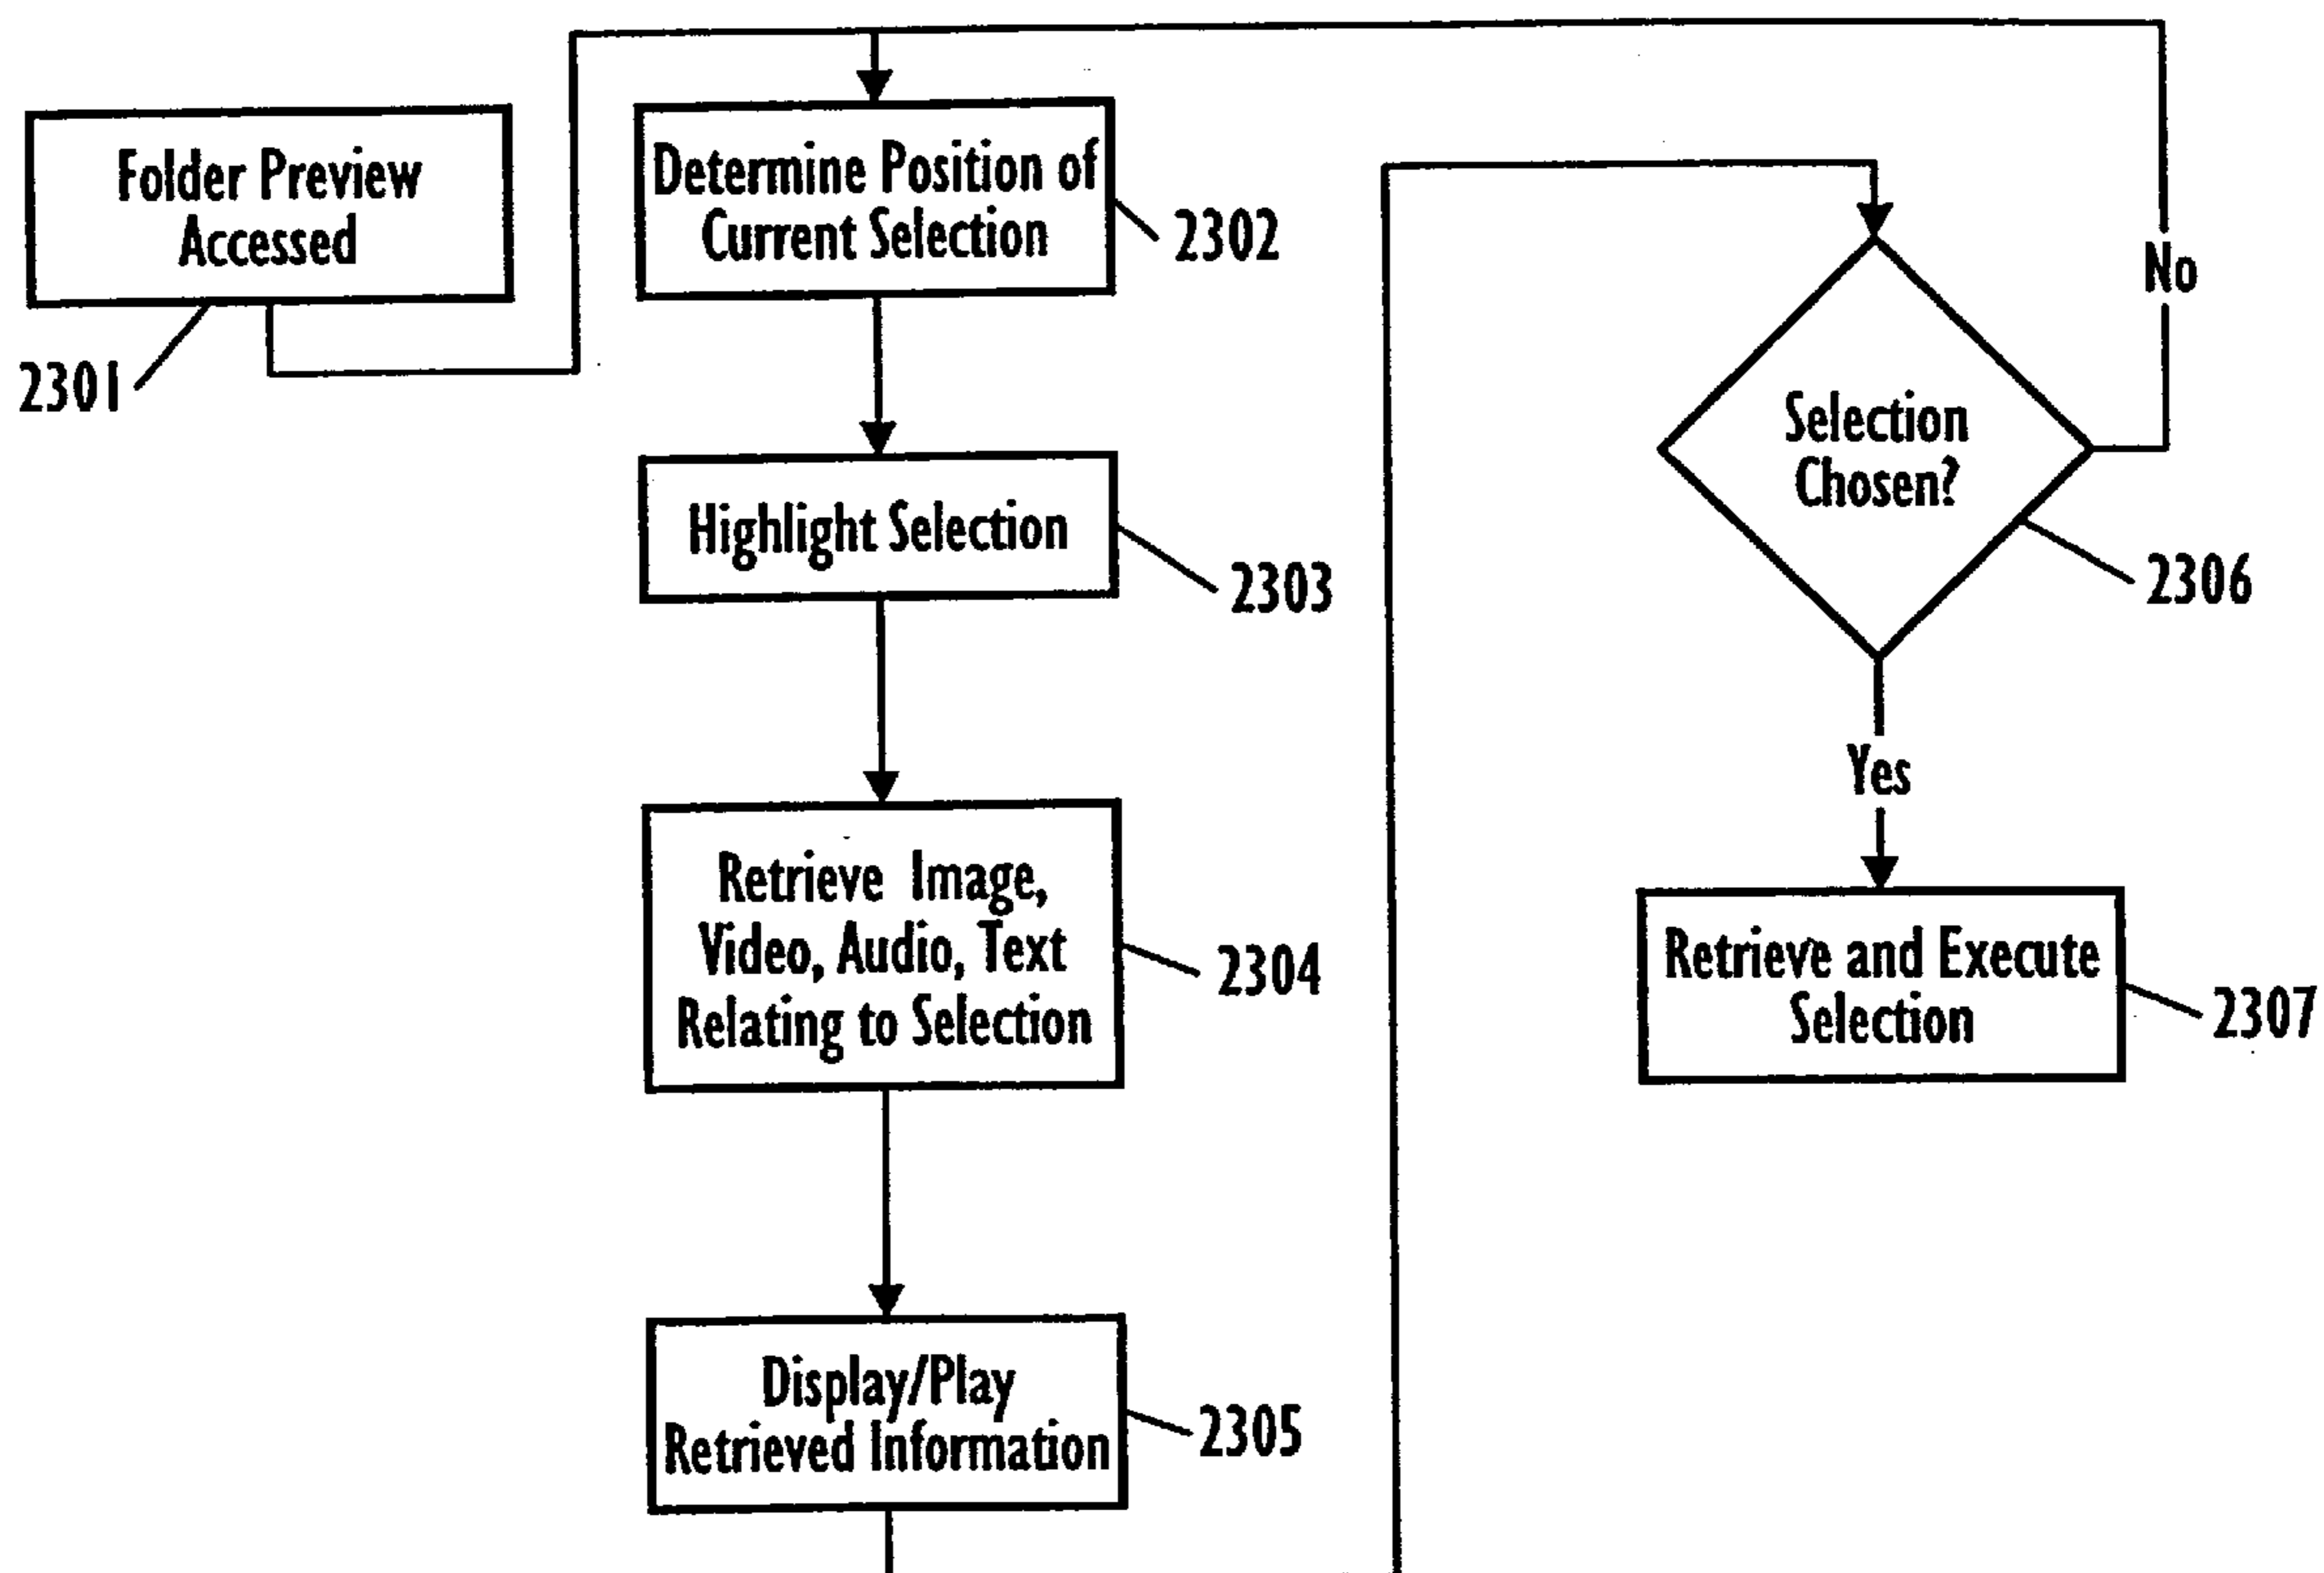 Folder Preview
Accessed
2301
Determine Position of
Current Selection
2302
Highlight Selection
2303
Retrieve Image,
Video, Audio, Text
Relating to Selection
2304
Display/Play
Retrieved Information
2305
Selection
Chosen?
2306
No
Yes
Retrieve and Execute
Selection
2307